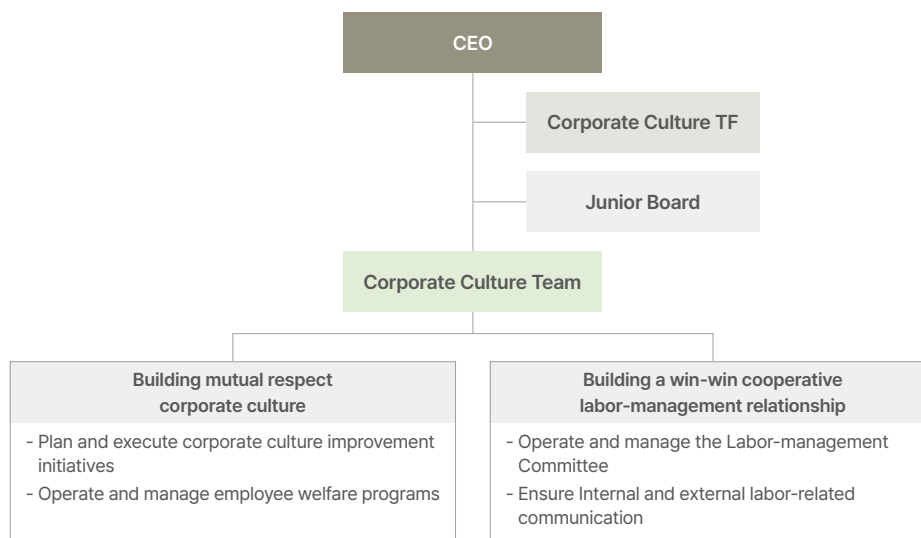 CEO
Corporate Culture TF
Junior Board
Corporate Culture Team
Building mutual respect
corporate culture
- Plan and execute corporate culture improvement
initiatives
- Operate and manage employee welfare programs
Building a win-win cooperative
labor-management relationship
- Operate and manage the Labor-management
Committee
- Ensure Internal and external labor-related
communication